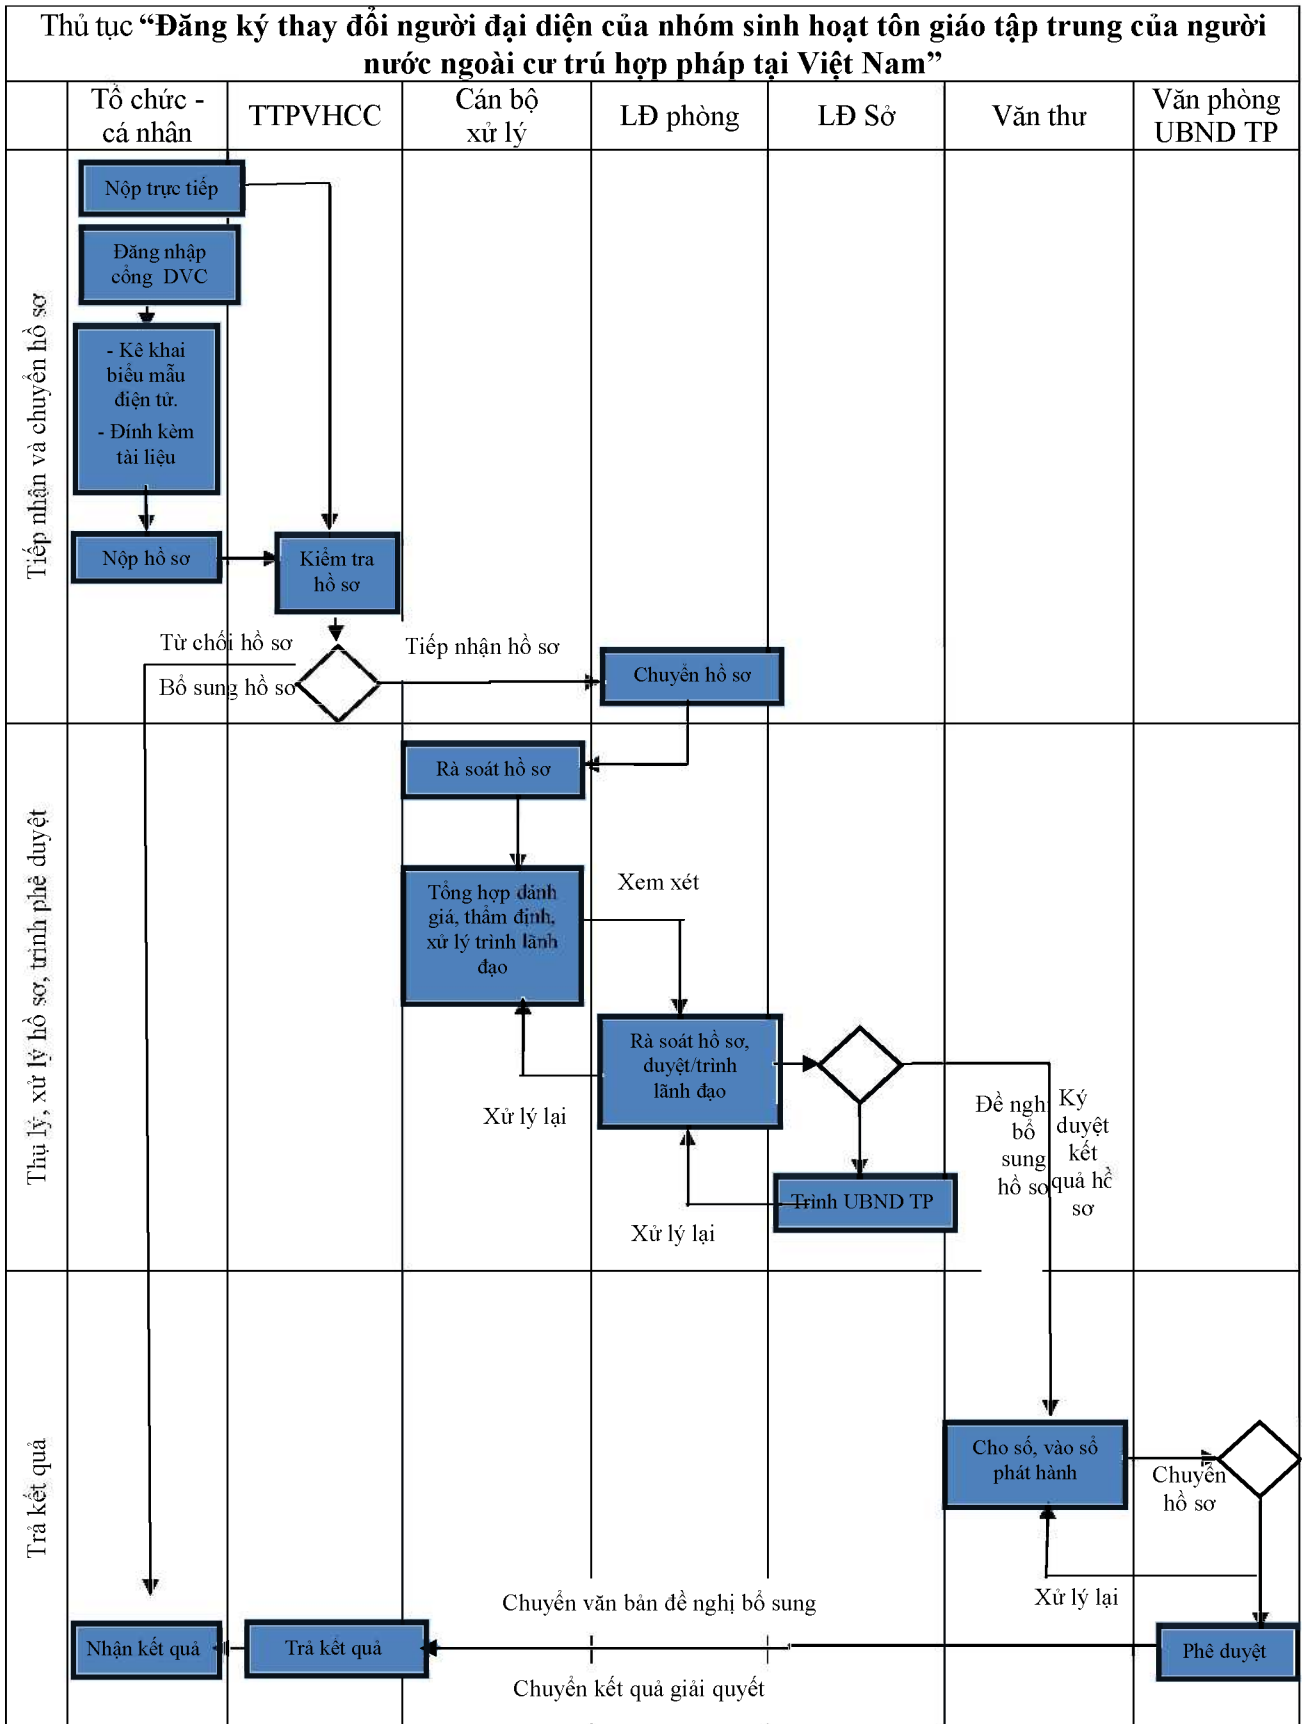 Thủ tục “Đăng ký thay đổi người đại diện của nhóm sinh hoạt tôn giáo tập trung của người
nước ngoài cư trú hợp pháp tại Việt Nam”
Tổ chức -
cá nhân
TTPVHCC
Cán bộ
xử lý
LĐ phòng
LĐ Sở
Văn thư
Văn phòng
UBND TP
Tiếp nhận và chuyển hồ sơ
Nộp trực tiếp
Đăng nhập
cổng DVC
- Kê khai
biểu mẫu
điện tử.
- Đính kèm
tài liệu
Nộp hồ sơ
Kiểm tra
hồ sơ
Từ chối hồ sơ
Bổ sung hồ sơ
Tiếp nhận hồ sơ
Chuyển hồ sơ
Thụ lý, xử lý hồ sơ, trình phê duyệt
Rà soát hồ sơ
Tổng hợp đánh
giá, thẩm định,
xử lý trình lãnh
đạo
Xem xét
Rà soát hồ sơ,
duyệt/trình
lãnh đạo
Xử lý lại
Trình UBND TP
Xử lý lại
Đề nghị
bổ
sung
hồ sơ
Ký
duyệt
kết
quả hồ
sơ
Trả kết quả
Cho số, vào sổ
phát hành
Chuyển
hồ sơ
Xử lý lại
Chuyển văn bản đề nghị bổ sung
Nhận kết quả
Trả kết quả
Phê duyệt
Chuyển kết quả giải quyết